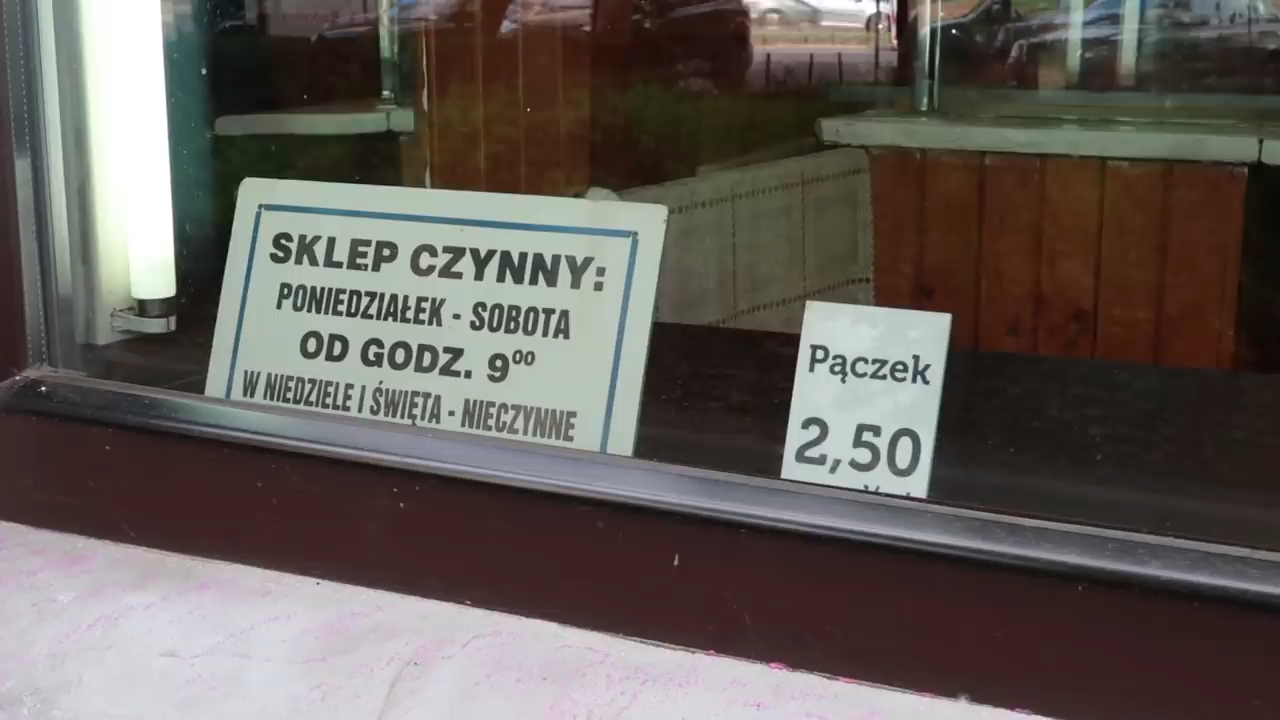 SKLEP CZYNNY:
PONIEDZIAŁEK - SOBOTA
OD GODZ. 9⁰⁰
W NIEDZIELE I ŚWIĘTA - NIECZYNNE
Pączek
2,50